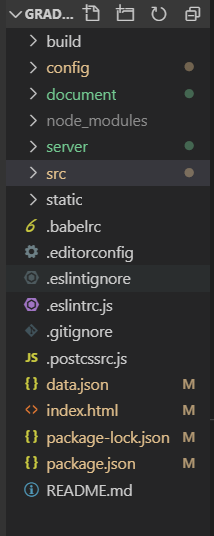 GRAD...
build
config
document
node_modules
server
src
static
.babelrc
.editorconfig
.eslintignore
.eslintrc.js
.gitignore
JS .postcssrc.js
{} data.json M
<> index.html M
{} package-lock.json M
{} package.json M
README.md